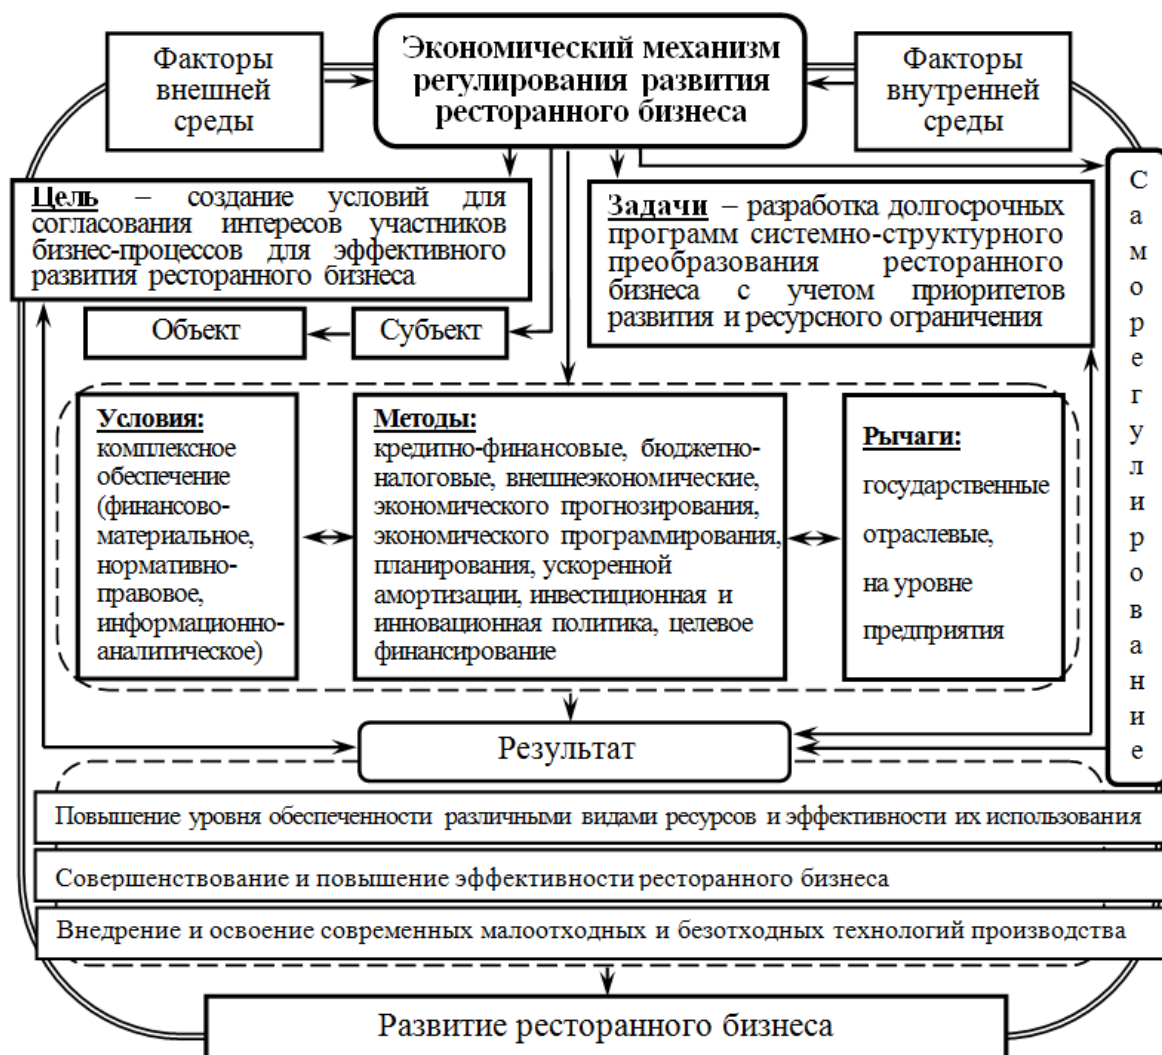 Факторы
внешней
среды
Экономический механизм
регулирования развития
ресторанного бизнеса
Факторы
внутренней
среды
Цель – создание условий для
согласования интересов участников
бизнес-процессов для эффективного
развития ресторанного бизнеса
Задачи – разработка долгосрочных
программ системно-структурного
преобразования ресторанного
бизнеса с учетом приоритетов
развития и ресурсного ограничения
Саморегулирование
Объект
Субъект
Условия:
комплексное
обеспечение
(финансово-
материальное,
нормативно-
правовое,
информационно-
аналитическое)
Методы:
кредитно-финансовые, бюджетно-
налоговые, внешнеэкономические,
экономического прогнозирования,
экономического программирования,
планирования, ускоренной
амортизации, инвестиционная и
инновационная политика, целевое
финансирование
Рычаги:
государственные
отраслевые,
на уровне
предприятия
Результат
Повышение уровня обеспеченности различными видами ресурсов и эффективности их использования
Совершенствование и повышение эффективности ресторанного бизнеса
Внедрение и освоение современных малоотходных и безотходных технологий производства
Развитие ресторанного бизнеса